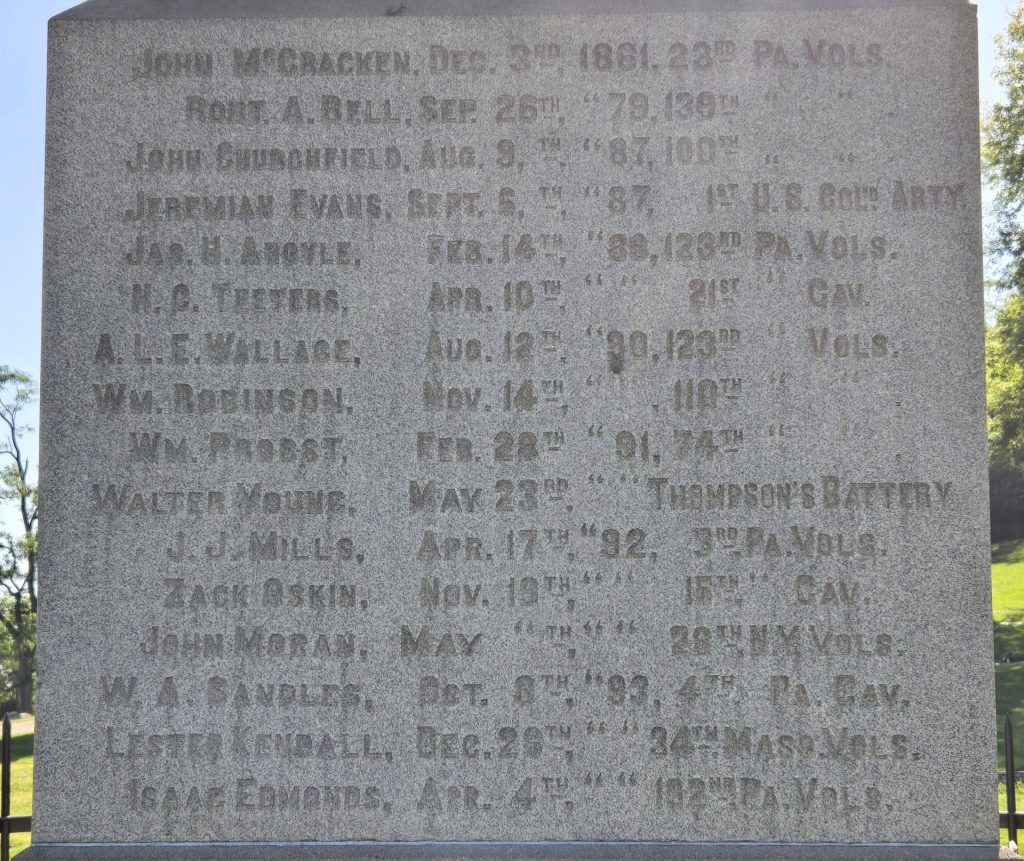 JOHN McCRACKEN, DEC. 3RD, 1861, 23RD PA. VOLS.
ROBT. A. BELL, SEP. 26TH, " 79, 139TH " " .
JOHN CHURCHFIELD, AUG. 9, TH, " 87, 100TH " " .
JEREMIAH EVANS, SEPT. 6, TH, " 87, 1ST U.S. COL'D ARTY.
JAS. H. ARGYLE, FEB. 14TH, " 88, 123RD PA. VOLS.
N. C. TEETERS, APR. 10TH, " " 21ST " CAV.
A. L. E. WALLACE, AUG. 12TH, " 90, 123RD " VOLS.
WM. ROBINSON, NOV. 14TH, " , 110TH " " .
WM. PROBST, FEB. 28TH, " 91, 74TH " " .
WALTER YOUNG, MAY 23RD, " " THOMPSON'S BATTERY
J. J. MILLS, APR. 17TH, " 92, 3RD, PA. VOLS.
ZACK OSKIN, NOV. 19TH, " " 15TH, " CAV.
JOHN MORAN, MAY " TH, " " 28TH, N.Y. VOLS.
W. A. SANDLES, OCT. 8TH, " 93, 4TH, PA. CAV.
LESTER KENDALL, DEC. 26TH, " " 34TH, MASS. VOLS.
ISAAC EDMONDS, APR. 4TH, " " 102ND, PA. VOLS.